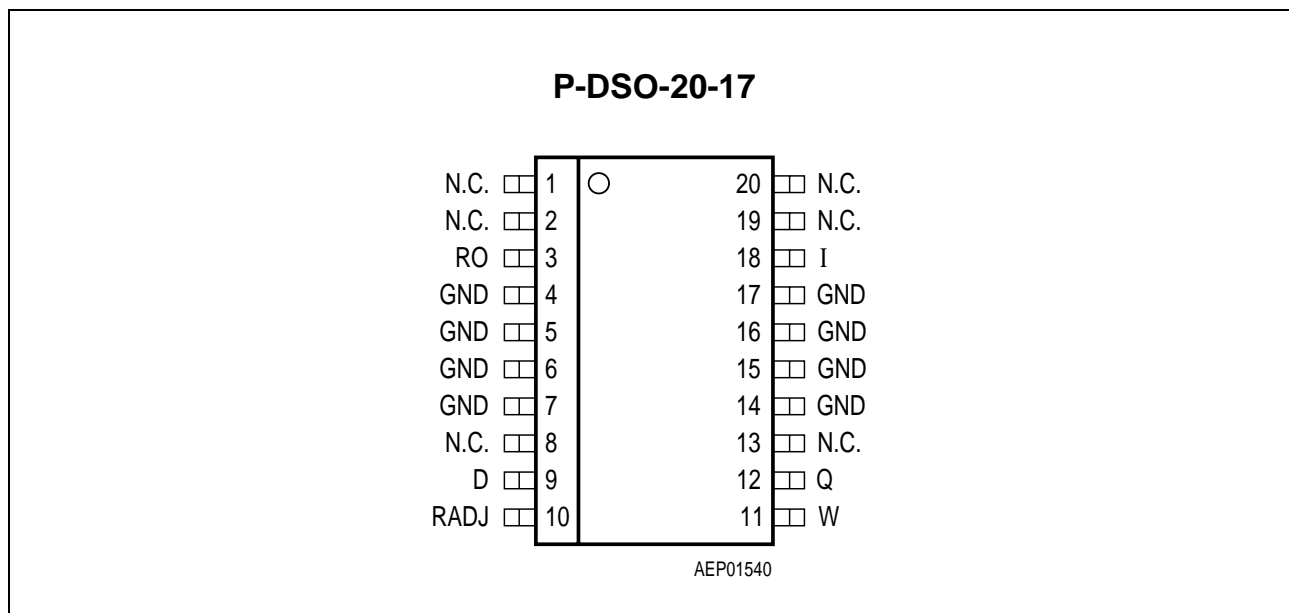 P-DSO-20-17
N.C. 1 20 N.C.
N.C. 2 19 N.C.
RO 3 18 I
GND 4 17 GND
GND 5 16 GND
GND 6 15 GND
GND 7 14 GND
N.C. 8 13 N.C.
D 9 12 Q
RADJ 10 11 W
AEP01540